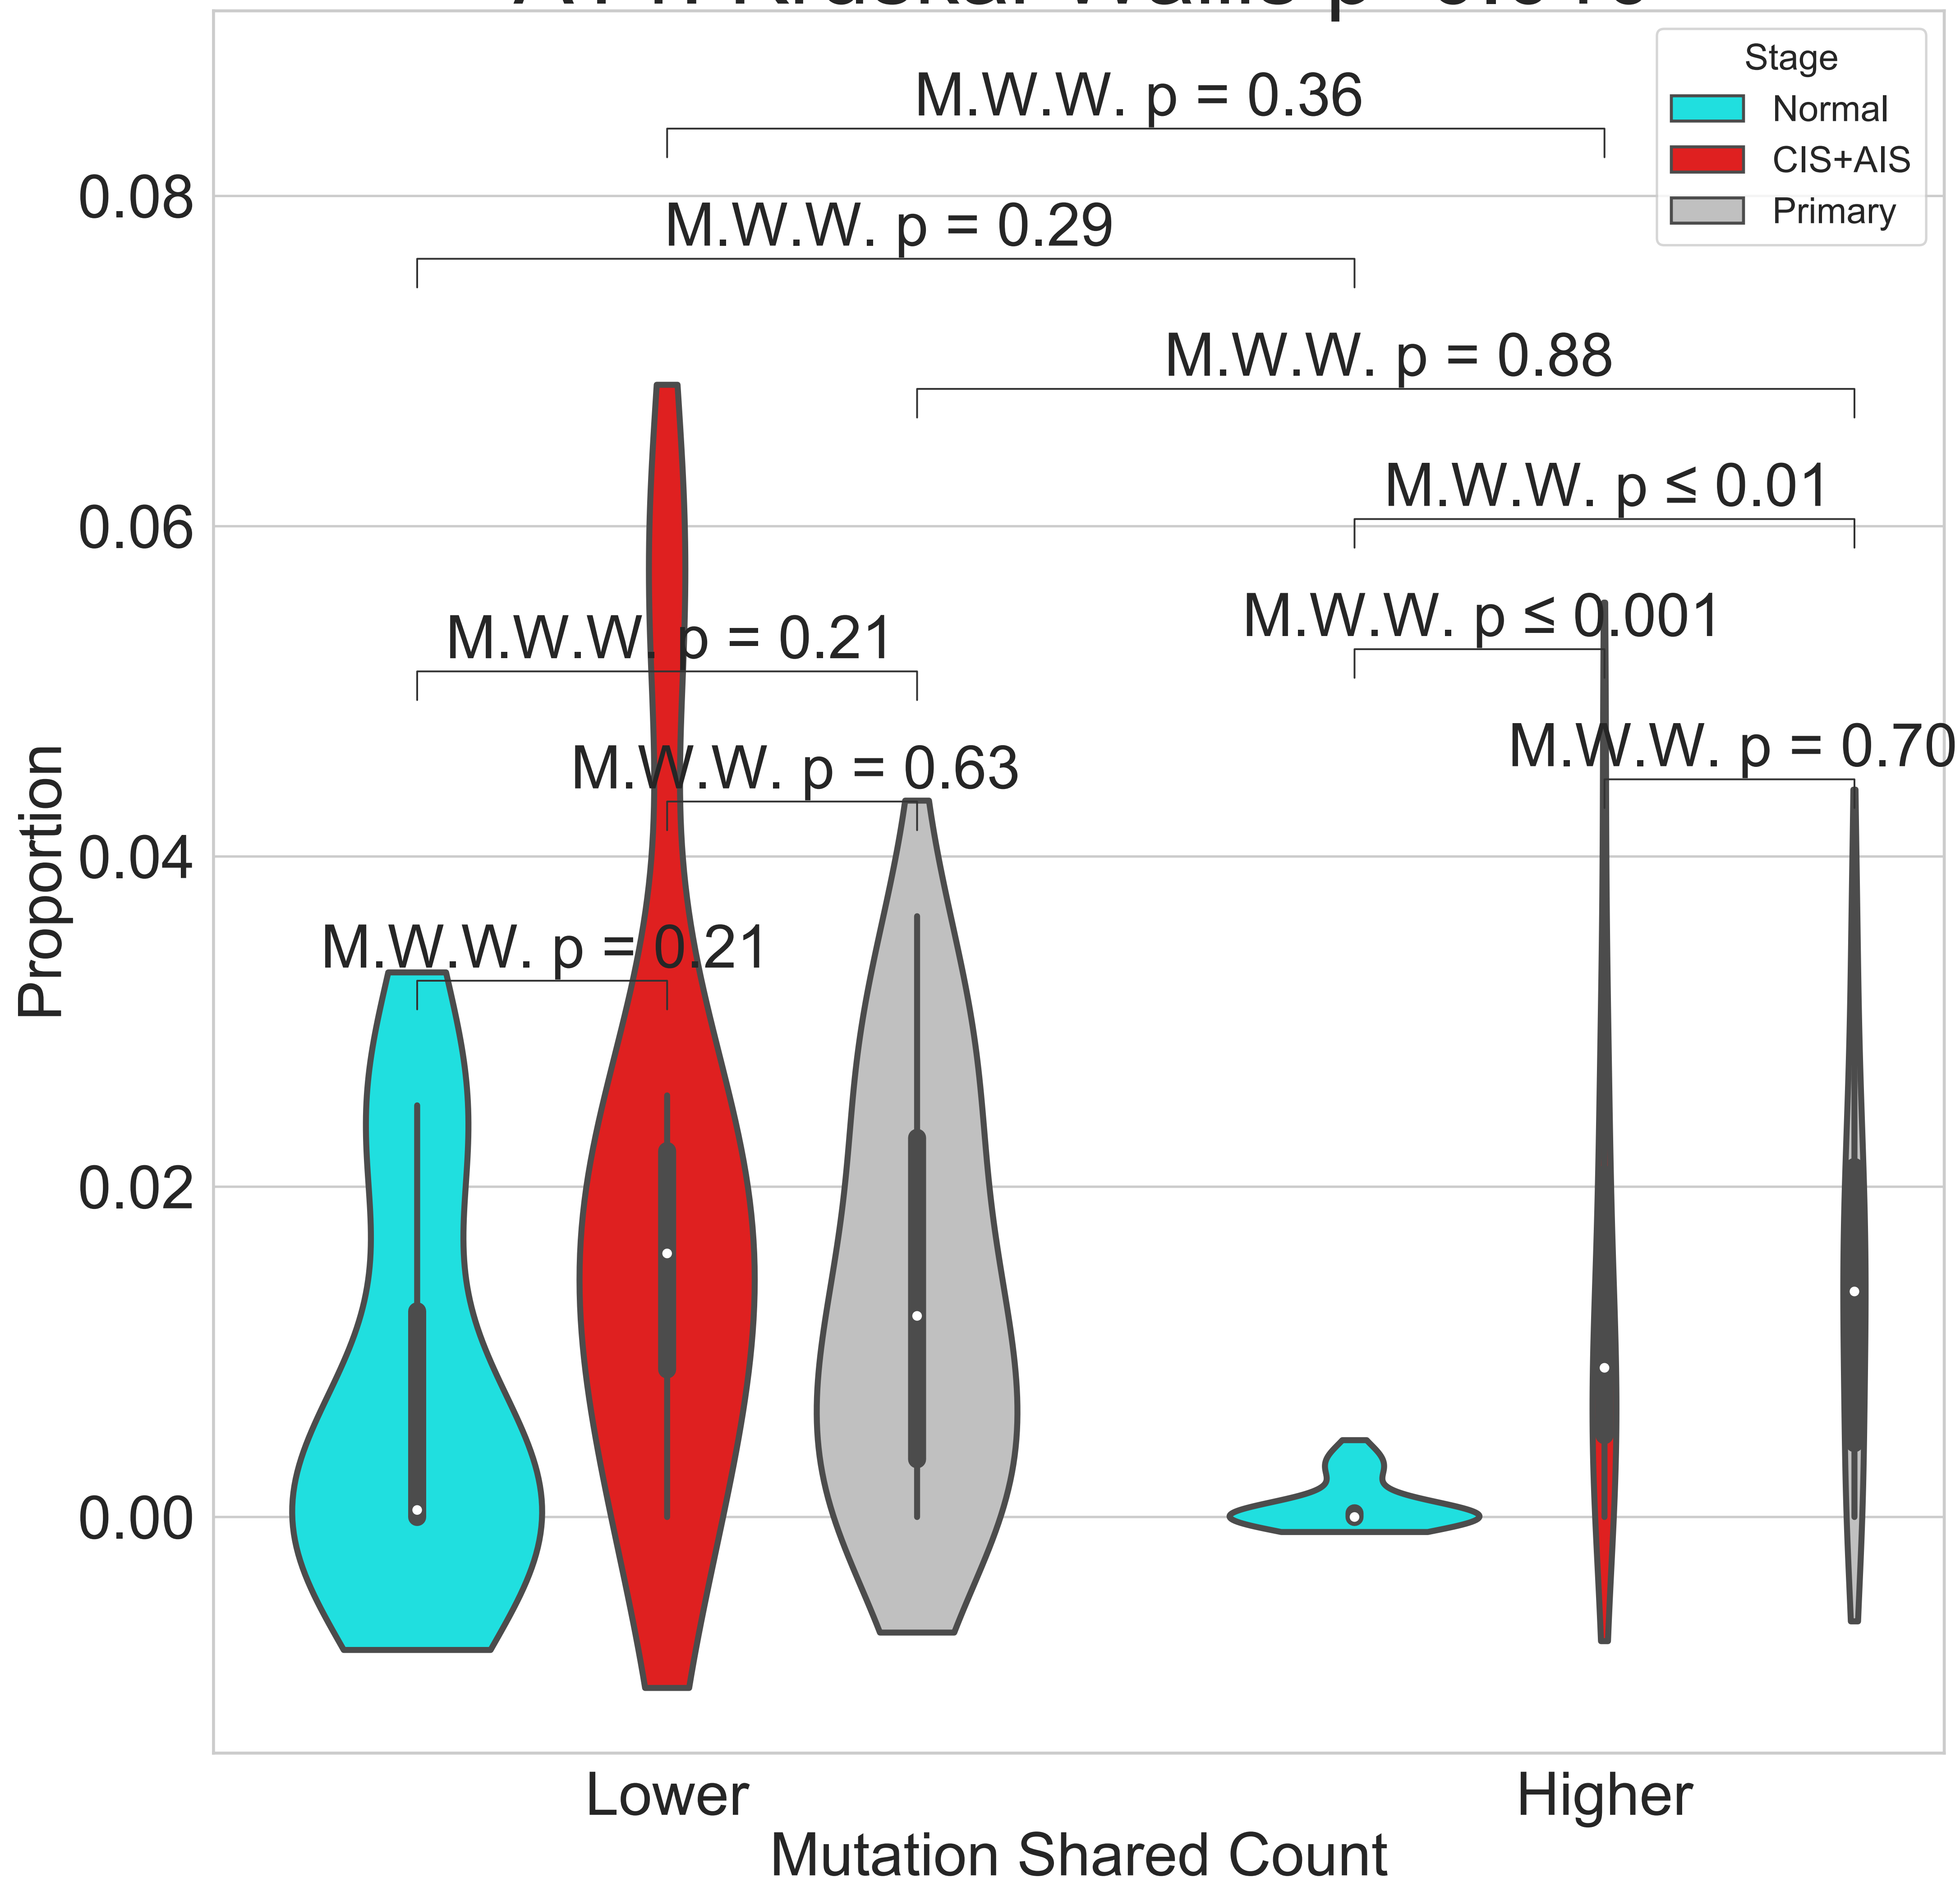 Stage
Normal
CIS+AIS
Primary
M.W.W. p = 0.36
M.W.W. p = 0.29
M.W.W. p = 0.88
M.W.W. p ≤ 0.01
M.W.W. p ≤ 0.001
M.W.W. p = 0.21
M.W.W. p = 0.70
M.W.W. p = 0.63
M.W.W. p = 0.21
Proportion
0.08
0.06
0.04
0.02
0.00
Lower
Higher
Mutation Shared Count